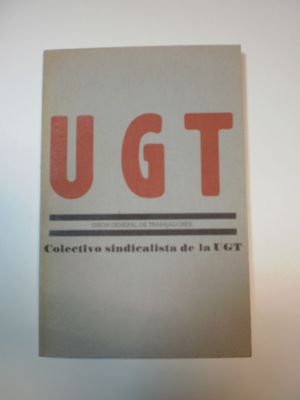 UGT
UNION GENERAL DE TRABAJADORES
Colectivo sindicalista de la UGT